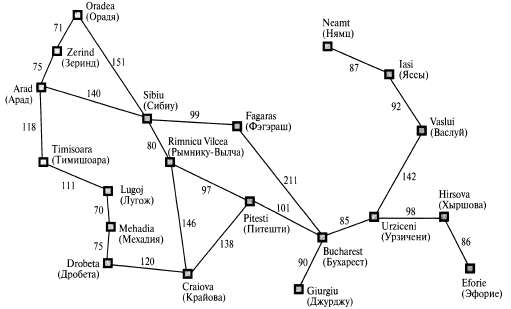 Oradea
(Орадя)
71
Neamt
(Нямц)
Zerind
(Зеринд)
151
87
Iasi
(Яссы)
75
Arad
(Арад)
140
Sibiu
(Сибиу)
99
Fagaras
(Фэгэраш)
92
118
Vaslui
(Васлуй)
80
Rimnicu Vilcea
(Рымнику-Вылча)
Timisoara
(Тимишоара)
111
Lugoj
(Лугож)
97
211
142
70
Pitesti
(Питешти)
101
Mehadia
(Мехадия)
146
138
85
98
Hirsova
(Хыршова)
75
Urziceni
(Урзичени)
86
Bucharest
(Бухарест)
Drobeta
(Дробета)
120
90
Craiova
(Крайова)
Giurgiu
(Джурджу)
Eforie
(Эфорие)